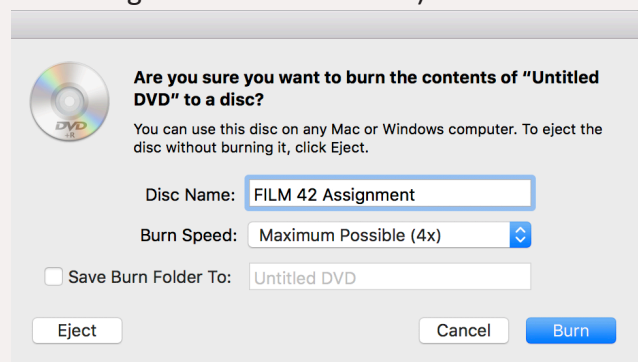 Are you sure you want to burn the contents of “Untitled
DVD” to a disc?
You can use this disc on any Mac or Windows computer. To eject the
disc without burning it, click Eject.
DVD
+R
Disc Name: FILM 42 Assignment
Burn Speed: Maximum Possible (4x)
Save Burn Folder To: Untitled DVD
Eject Cancel Burn